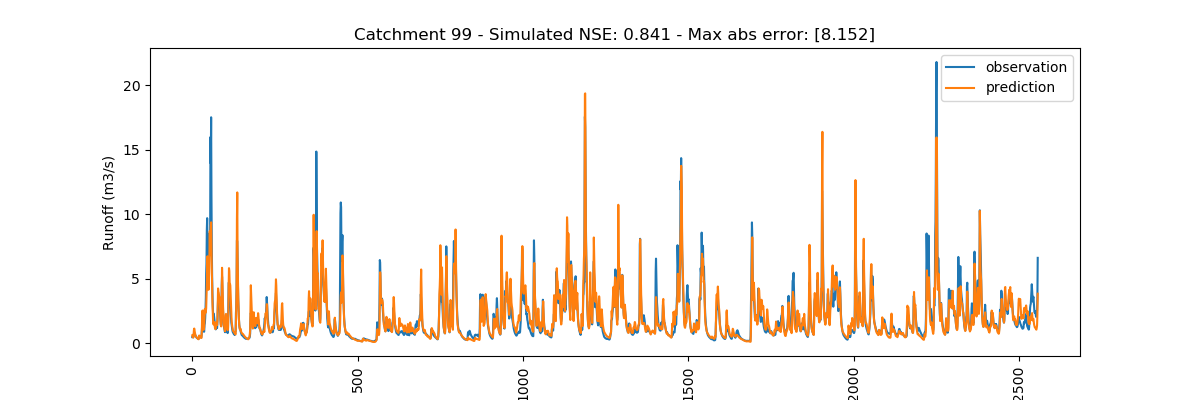 Catchment 99 - Simulated NSE: 0.841 - Max abs error: [8.152]
observation
prediction
Runoff (m3/s)
20
15
10
5
0
0
500
1000
1500
2000
2500